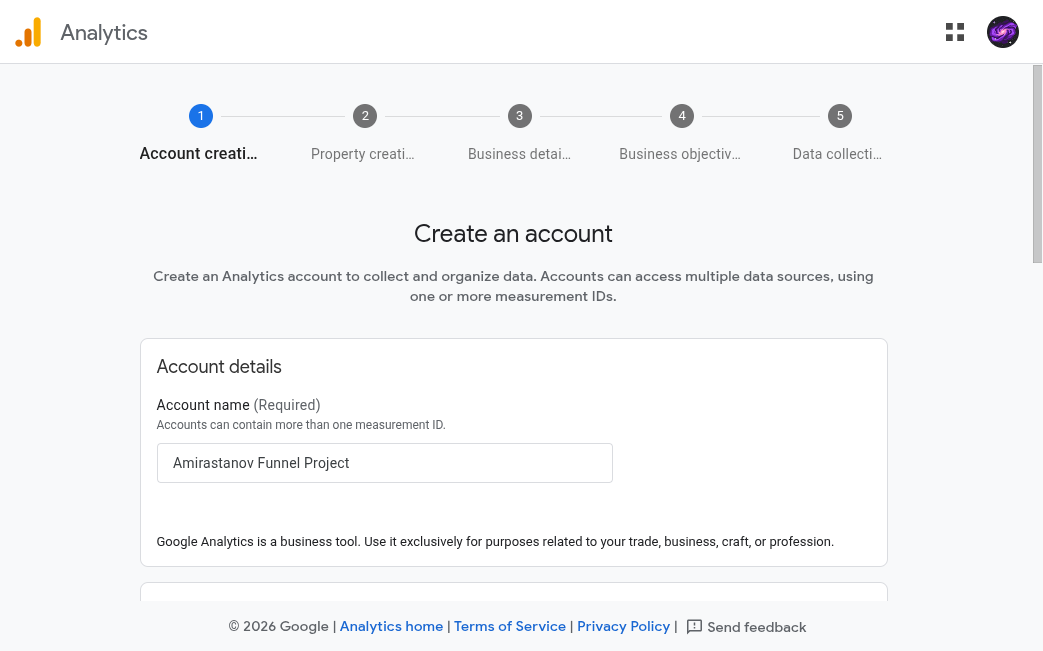 Analytics
1
2
3
4
5
Account creati…
Property creati…
Business detai…
Business objectiv…
Data collecti…
Create an account
Create an Analytics account to collect and organize data. Accounts can access multiple data sources, using
one or more measurement IDs.
Account details
Account name (Required)
Accounts can contain more than one measurement ID.
Amirastanov Funnel Project
Google Analytics is a business tool. Use it exclusively for purposes related to your trade, business, craft, or profession.
© 2026 Google | Analytics home | Terms of Service | Privacy Policy | Send feedback